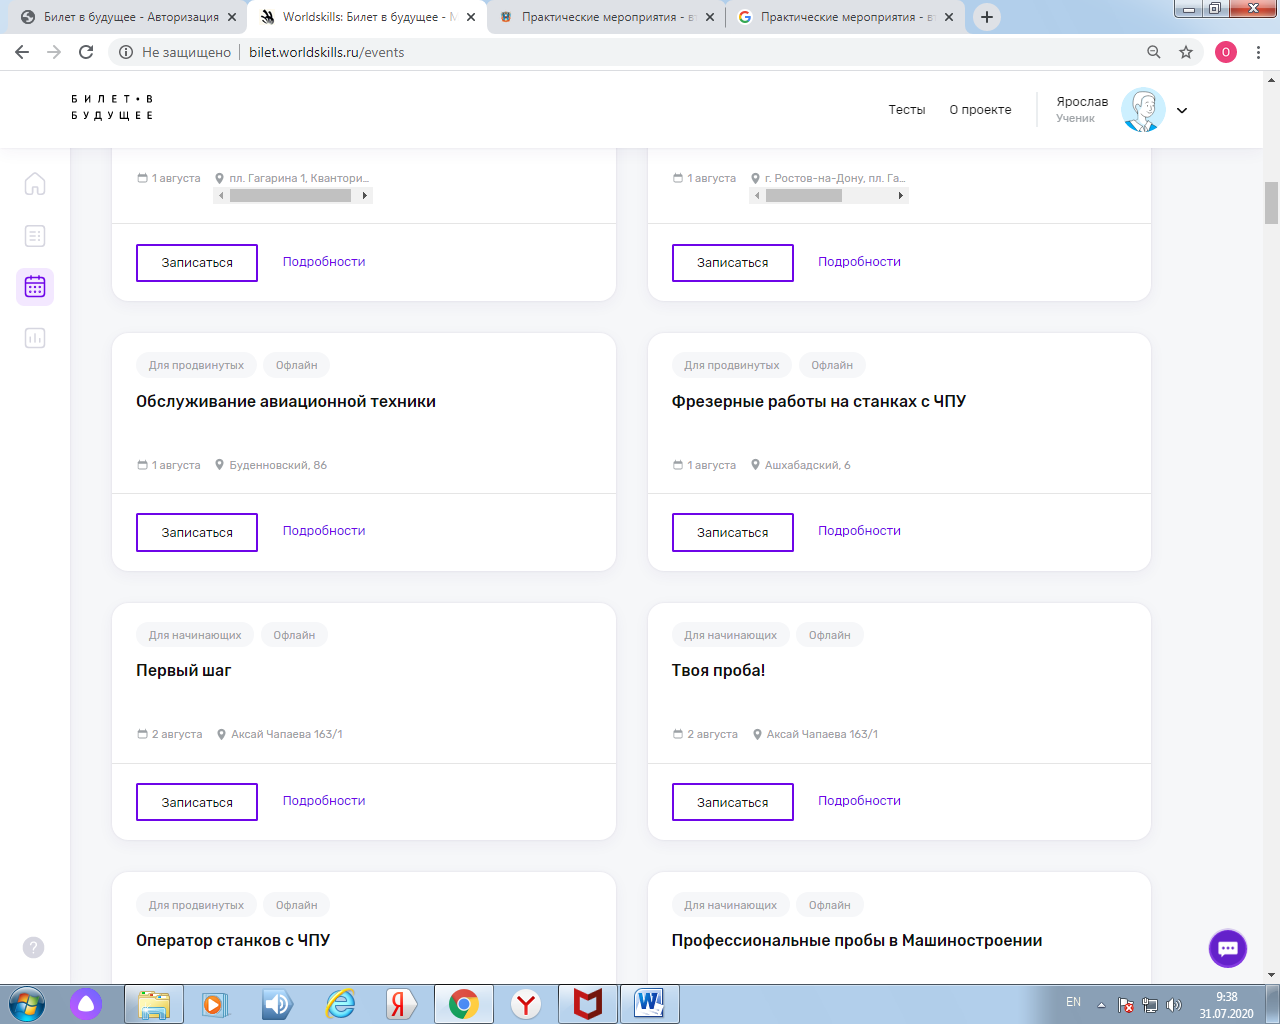 Билет в будущее - Авторизация
Worldskills: Билет в будущее - М
Практические мероприятия - вт
Практические мероприятия - вт
Не защищено
bilet.worldskills.ru/events
О
БИЛЕТ•В
БУДУЩЕЕ
Тесты
О проекте
Ярослав
Ученик
1 августа
пл. Гагарина 1, Квантори...
1 августа
г. Ростов-на-Дону, пл. Га...
Записаться
Подробности
Записаться
Подробности
Для продвинутых
Офлайн
Обслуживание авиационной техники
1 августа
Буденновский, 86
Записаться
Подробности
Для продвинутых
Офлайн
Фрезерные работы на станках с ЧПУ
1 августа
Ашхабадский, 6
Записаться
Подробности
Для начинающих
Офлайн
Первый шаг
2 августа
Аксай Чапаева 163/1
Записаться
Подробности
Для начинающих
Офлайн
Твоя проба!
2 августа
Аксай Чапаева 163/1
Записаться
Подробности
Для продвинутых
Офлайн
Оператор станков с ЧПУ
Для начинающих
Офлайн
Профессиональные пробы в Машиностроении
?
EN
9:38
31.07.2020